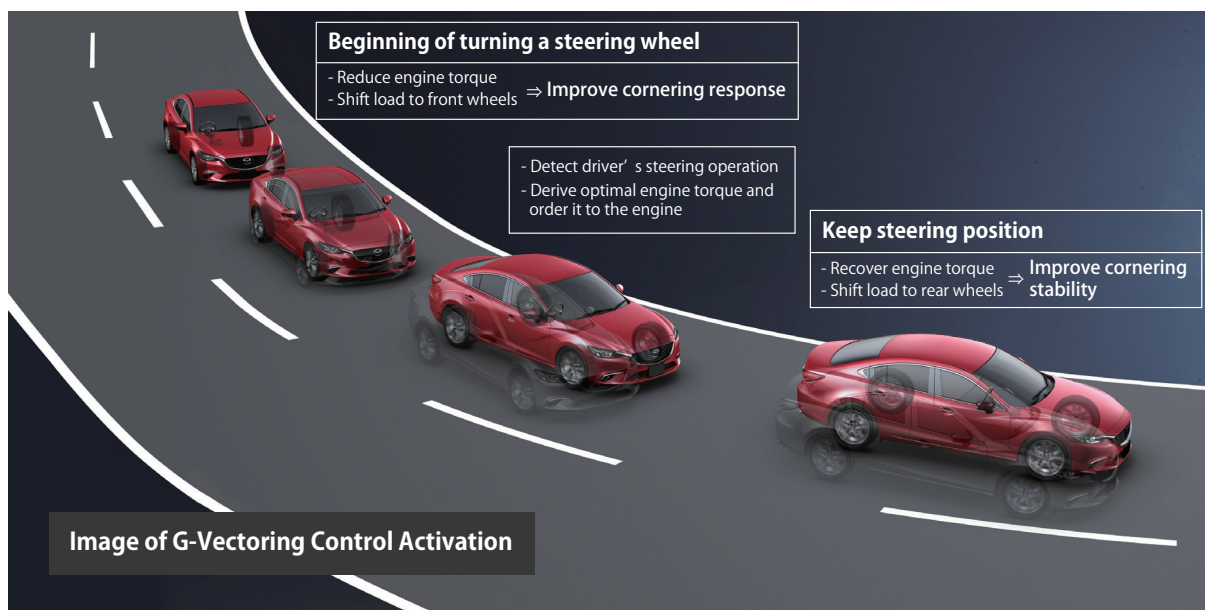 Beginning of turning a steering wheel
- Reduce engine torque
- Shift load to front wheels
⇒ Improve cornering response
- Detect driver’ s steering operation
- Derive optimal engine torque and
order it to the engine
Keep steering position
- Recover engine torque
- Shift load to rear wheels
⇒ Improve cornering
stability
Image of G-Vectoring Control Activation